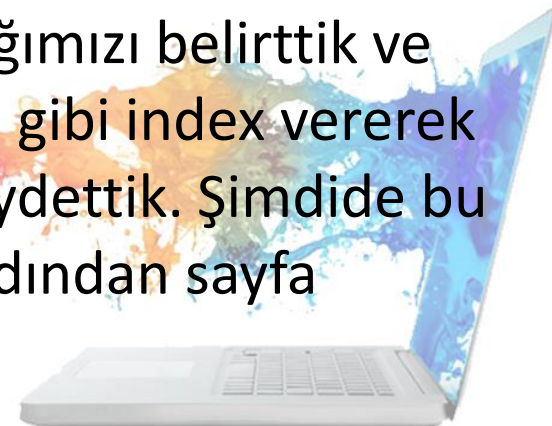 ğımızı belirttik ve
gibi index vererek
ydettik. Şimdide bu
dından sayfa